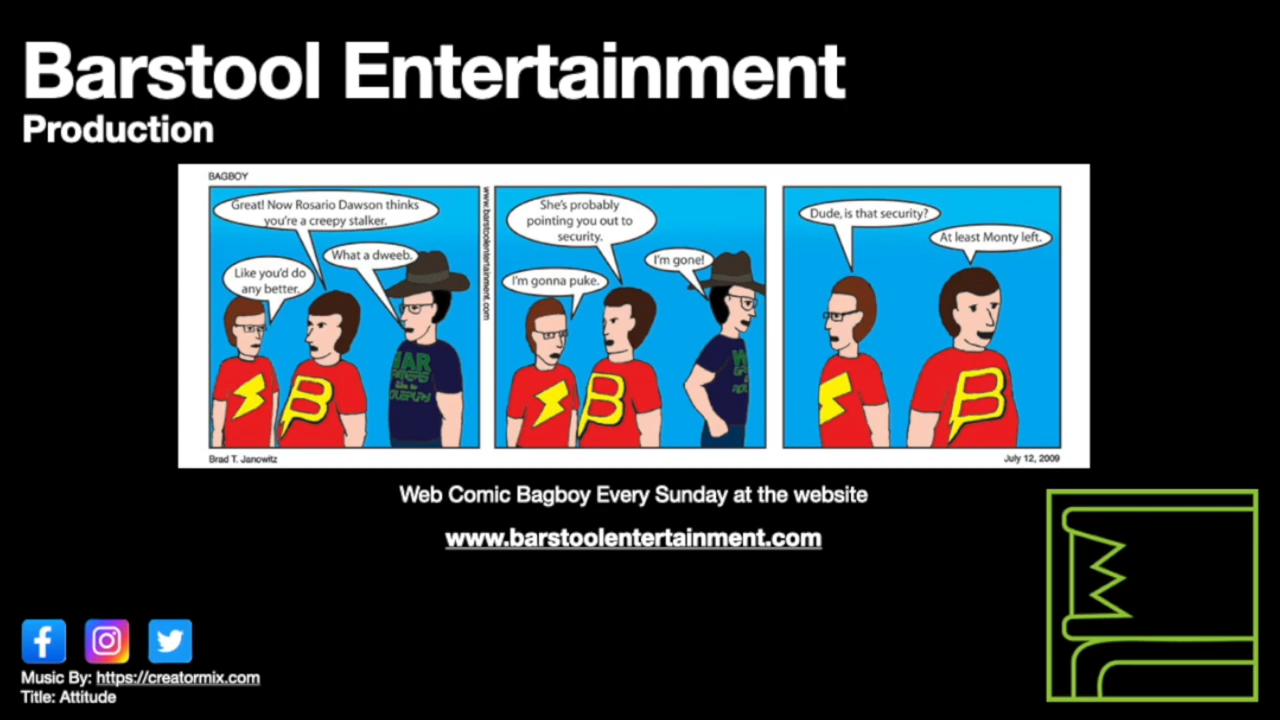 Barstool Entertainment
Production
BAGBOY
Great! Now Rosario Dawson thinks
you're a creepy stalker.
What a dweeb.
Like you'd do
any better.
www.barstoolentertainment.com
She's probably
pointing you out to
security.
I'm gone!
I'm gonna puke.
Dude, is that security?
At least Monty left.
Brad T. Janowitz
July 12, 2009
Web Comic Bagboy Every Sunday at the website
www.barstoolentertainment.com
Music By: https://creatormix.com
Title: Attitude